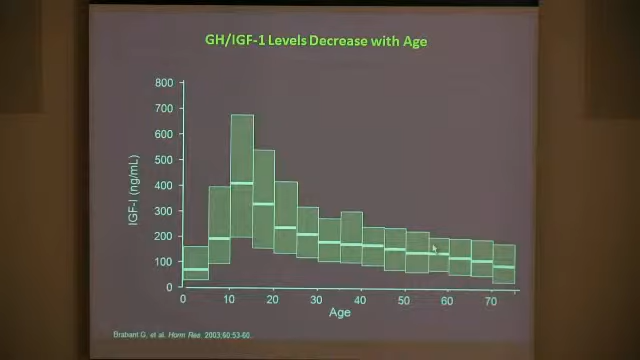 GH/IGF-1 Levels Decrease with Age
800
700
600
500
400
300
200
100
0
IGF-I (ng/mL)
0 10 20 30 40 50 60 70
Age
Brabant G, et al. Horm Res. 2003;60:53-60.